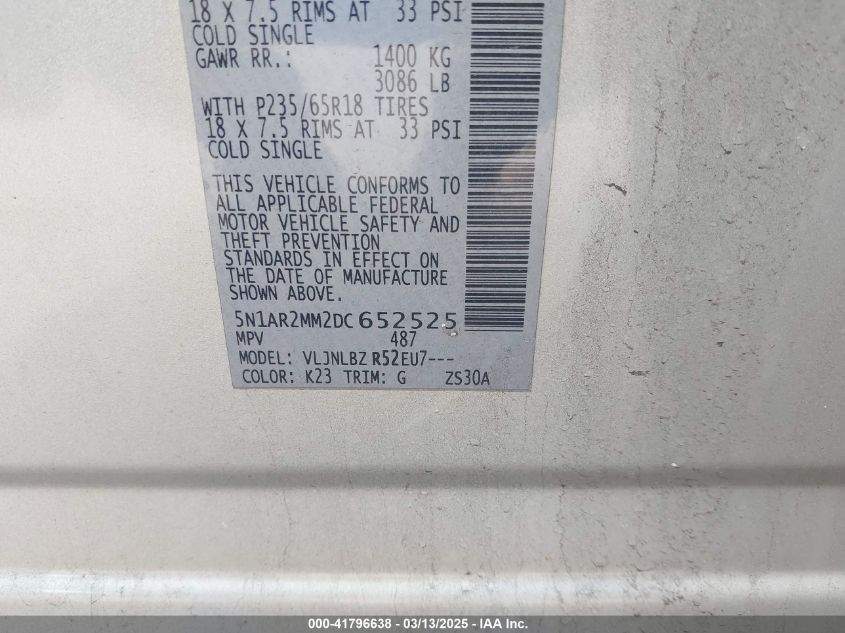 18 X 7.5 RIMS AT 33 PSI
COLD SINGLE
GAWR RR.: 1400 KG
3086 LB
WITH P235/65R18 TIRES
18 X 7.5 RIMS AT 33 PSI
COLD SINGLE
THIS VEHICLE CONFORMS TO
ALL APPLICABLE FEDERAL
MOTOR VEHICLE SAFETY AND
THEFT PREVENTION
STANDARDS IN EFFECT ON
THE DATE OF MANUFACTURE
SHOWN ABOVE.
5N1AR2MM2DC 652525
MPV 487
MODEL: VLJNLBZ R52EU7---
COLOR: K23 TRIM: G ZS30A
000-41796638 - 03/13/2025 - IAA Inc.